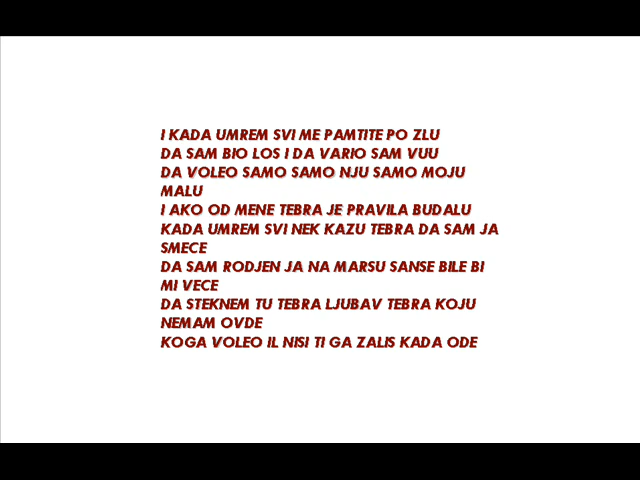 I KADA UMREM SVI ME PAMTITE PO ZLU
DA SAM BIO LOS I DA VARIO SAM VUU
DA VOLEO SAMO SAMO NJU SAMO MOJU
MALU
I AKO OD MENE TEBRA JE PRAVILA BUDALU
KADA UMREM SVI NEK KAZU TEBRA DA SAM JA
SMECE
DA SAM RODJEN JA NA MARSU SANSE BILE BI
MI VECE
DA STEKNEM TU TEBRA LJUBAV TEBRA KOJU
NEMAM OVDE
KOGA VOLEO IL NISI TI GA ZALIS KADA ODE